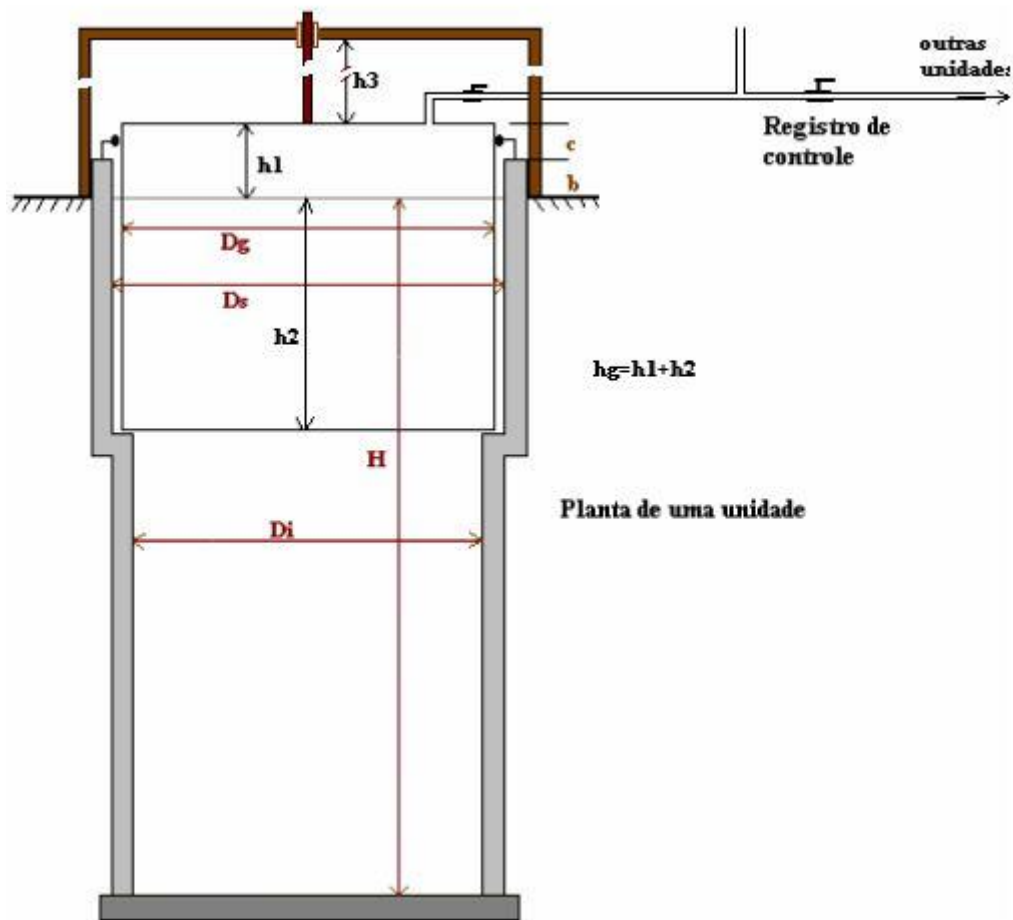 outras
unidades
h3
Registro de
controle
c
h1
b
Dg
Ds
h2
hg=h1+h2
H
Planta de uma unidade
Di